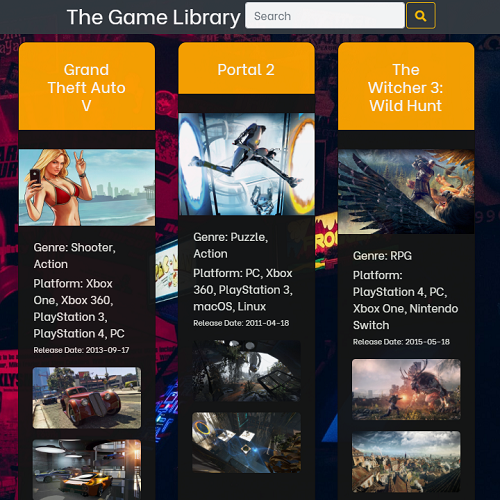 The Game Library
Search
Grand
Theft Auto
V
Genre: Shooter,
Action
Platform: Xbox
One, Xbox 360,
PlayStation 3,
PlayStation 4, PC
Release Date: 2013-09-17
Portal 2
Genre: Puzzle,
Action
Platform: PC, Xbox
360, PlayStation 3,
macOS, Linux
Release Date: 2011-04-18
The
Witcher 3:
Wild Hunt
Genre: RPG
Platform:
PlayStation 4, PC,
Xbox One, Nintendo
Switch
Release Date: 2015-05-18